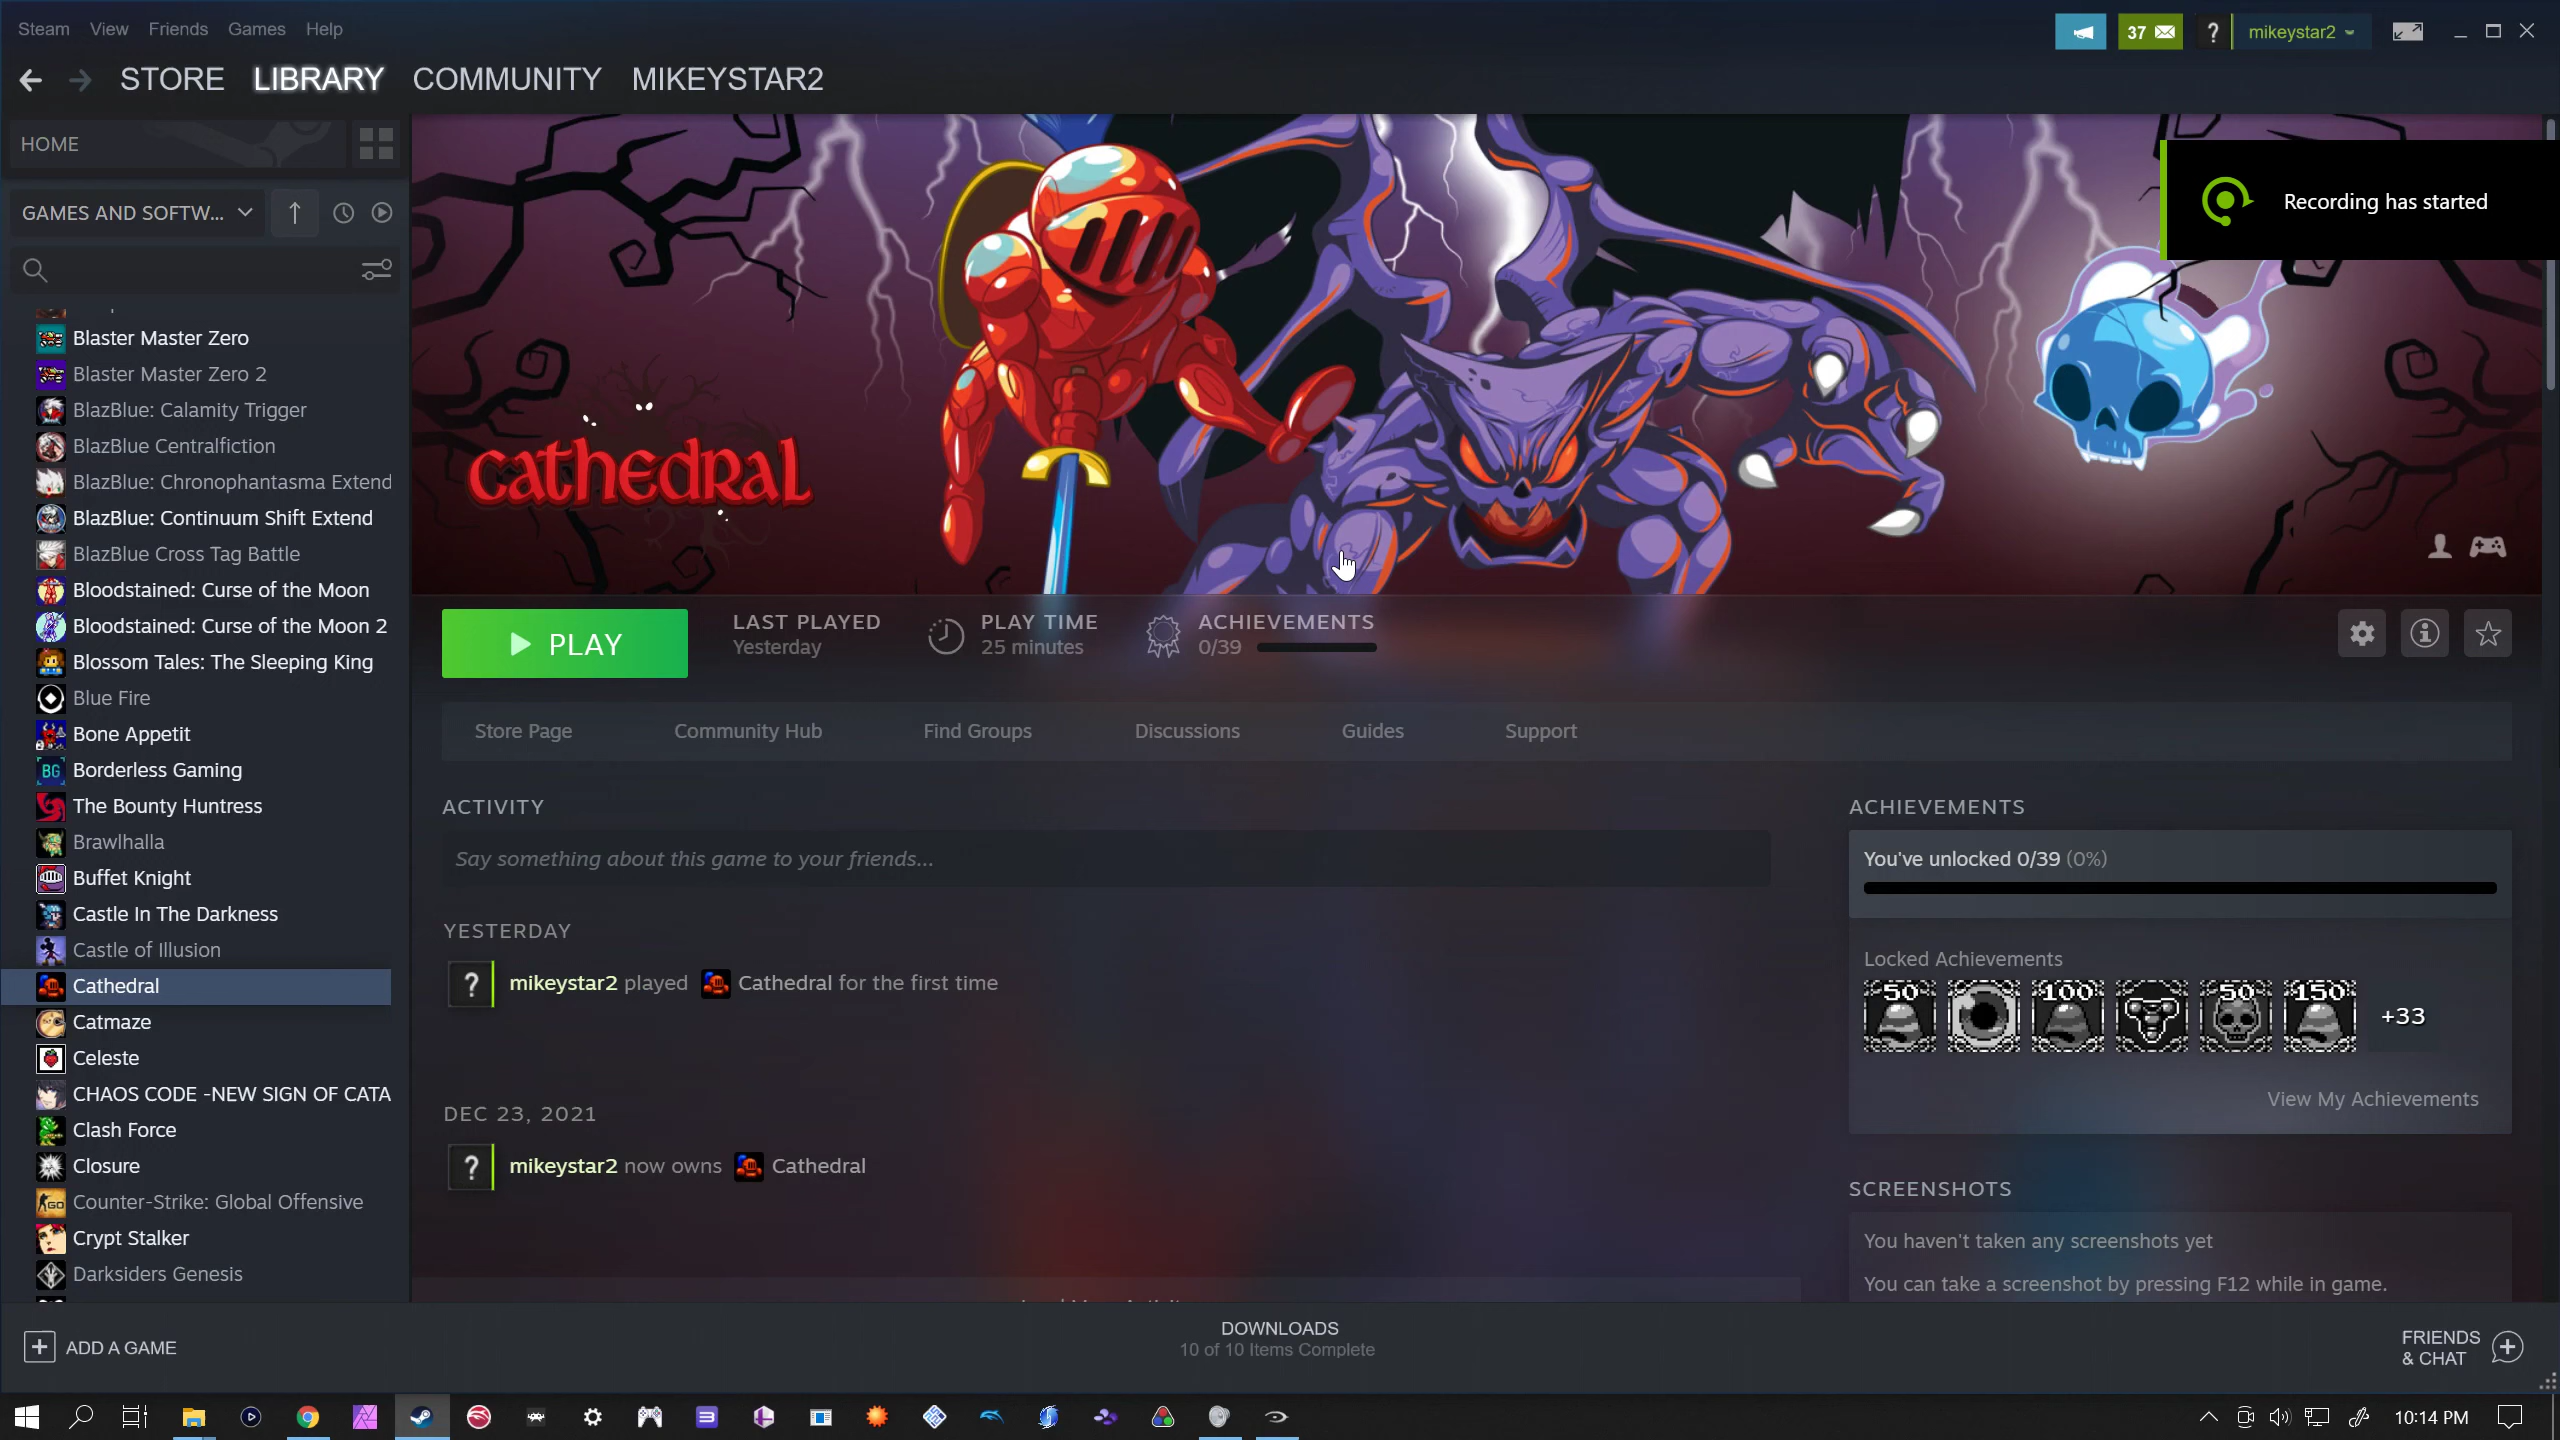 Steam View Friends Games Help
37
?
mikeystar2
STORE LIBRARY COMMUNITY MIKEYSTAR2
HOME
GAMES AND SOFTW...
Recording has started
cathedral
Blaster Master Zero
Blaster Master Zero 2
BlazBlue: Calamity Trigger
BlazBlue Centralfiction
BlazBlue: Chronophantasma Extend
BlazBlue: Continuum Shift Extend
BlazBlue Cross Tag Battle
Bloodstained: Curse of the Moon
Bloodstained: Curse of the Moon 2
Blossom Tales: The Sleeping King
Blue Fire
Bone Appetit
BG Borderless Gaming
The Bounty Huntress
Brawlhalla
Buffet Knight
Castle In The Darkness
Castle of Illusion
Cathedral
Catmaze
Celeste
CHAOS CODE -NEW SIGN OF CATA
Clash Force
Closure
GO Counter-Strike: Global Offensive
Crypt Stalker
Darksiders Genesis
PLAY
LAST PLAYED
Yesterday
PLAY TIME
25 minutes
ACHIEVEMENTS
0/39
Store Page Community Hub Find Groups Discussions Guides Support
ACTIVITY
Say something about this game to your friends...
YESTERDAY
? mikeystar2 played Cathedral for the first time
DEC 23, 2021
? mikeystar2 now owns Cathedral
ACHIEVEMENTS
You've unlocked 0/39 (0%)
Locked Achievements
50 100 50 150 +33
View My Achievements
SCREENSHOTS
You haven't taken any screenshots yet
You can take a screenshot by pressing F12 while in game.
ADD A GAME
DOWNLOADS
10 of 10 Items Complete
FRIENDS
& CHAT
10:14 PM